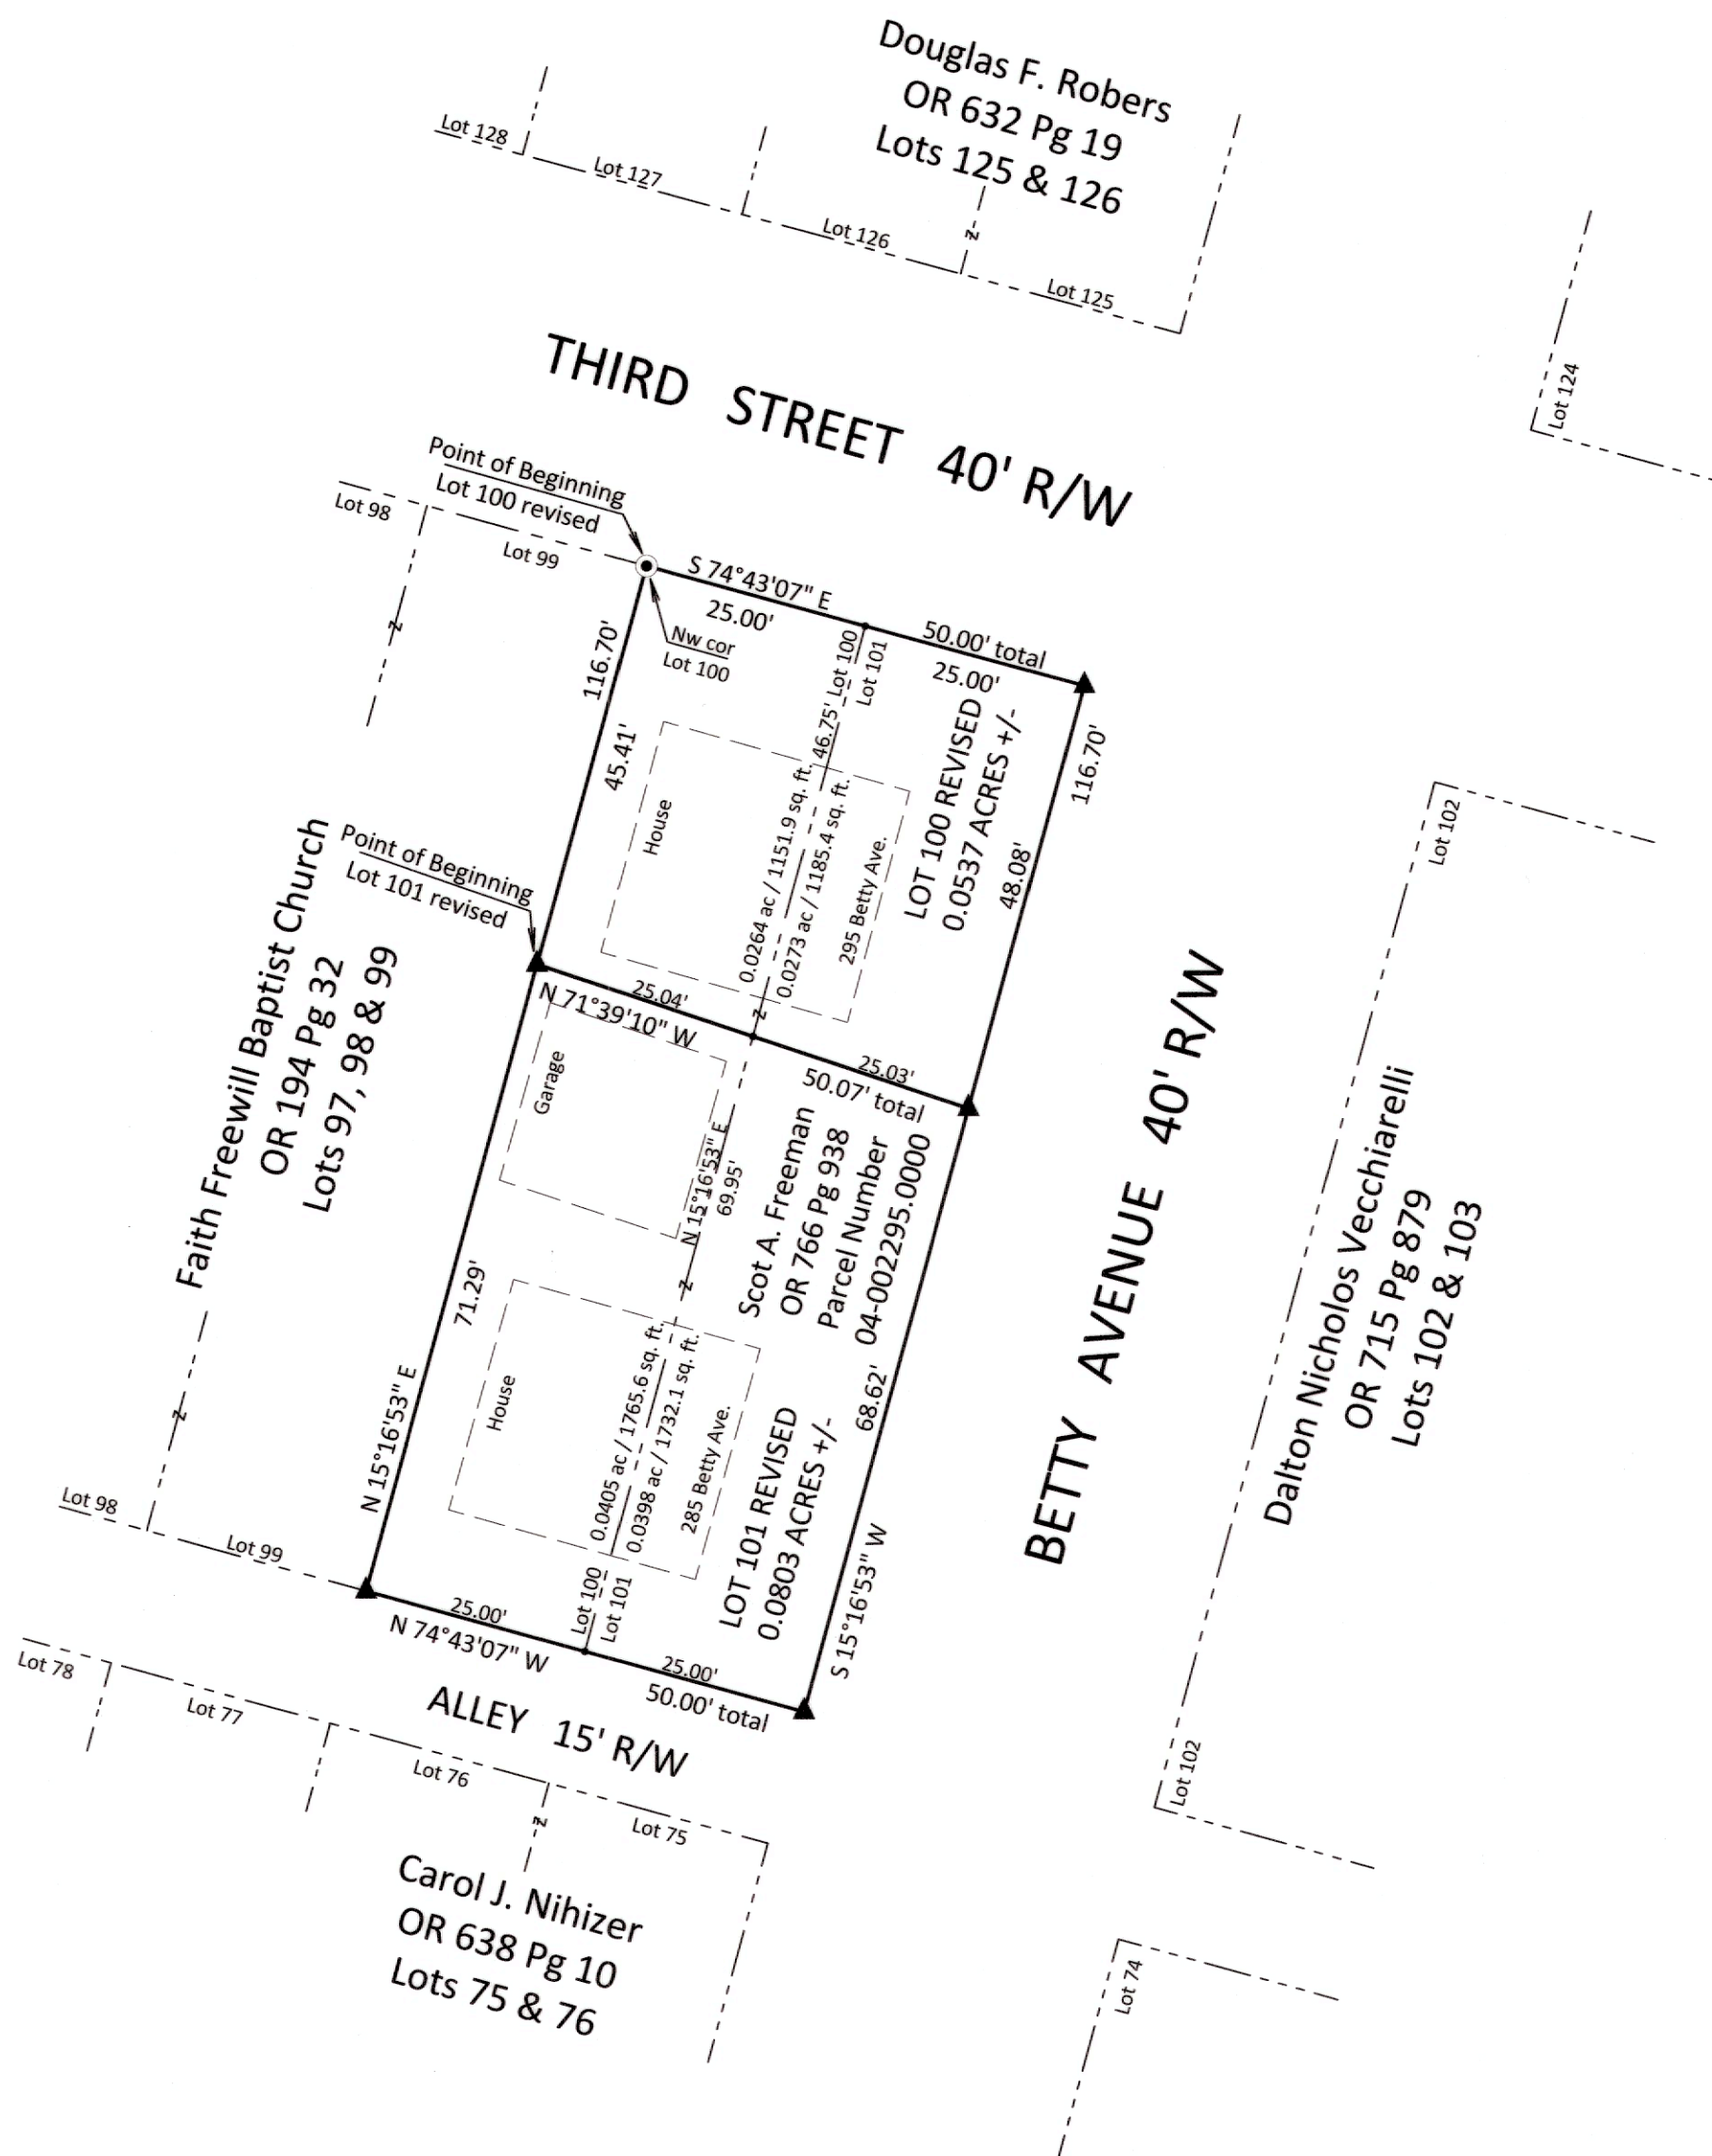 Douglas F. Robers
OR 632 Pg 19
Lots 125 & 126
Lot 128
Lot 127
Lot 126
Lot 125
Lot 124
THIRD STREET 40' R/W
Point of Beginning
Lot 100 revised
Lot 98
Lot 99
S 74°43'07" E
25.00'
50.00' total
25.00'
Nw cor
Lot 100
116.70'
45.41'
46.75'
Lot 100
Lot 101
LOT 100 REVISED
0.0537 ACRES +/-
116.70'
48.08'
House
0.0264 ac / 1151.9 sq. ft.
0.0273 ac / 1185.4 sq. ft.
295 Betty Ave.
Lot 102
Point of Beginning
Lot 101 revised
Faith Freewill Baptist Church
OR 194 Pg 32
Lots 97, 98 & 99
25.04'
N 71°39'10" W
25.03'
50.07' total
Garage
N 15°16'53" E
69.95'
Scot A. Freeman
OR 766 Pg 938
Parcel Number
04-002295.0000
BETTY AVENUE 40' R/W
Dalton Nicholos Vecchiarelli
OR 715 Pg 879
Lots 102 & 103
71.29'
N 15°16'53" E
House
0.0405 ac / 1765.6 sq. ft.
0.0398 ac / 1732.1 sq. ft.
285 Betty Ave.
LOT 101 REVISED
0.0803 ACRES +/-
68.62'
S 15°16'53" W
Lot 98
Lot 99
Lot 100
Lot 101
25.00'
N 74°43'07" W
25.00'
50.00' total
ALLEY 15' R/W
Lot 78
Lot 77
Lot 76
Lot 75
Lot 102
Lot 74
Carol J. Nihizer
OR 638 Pg 10
Lots 75 & 76